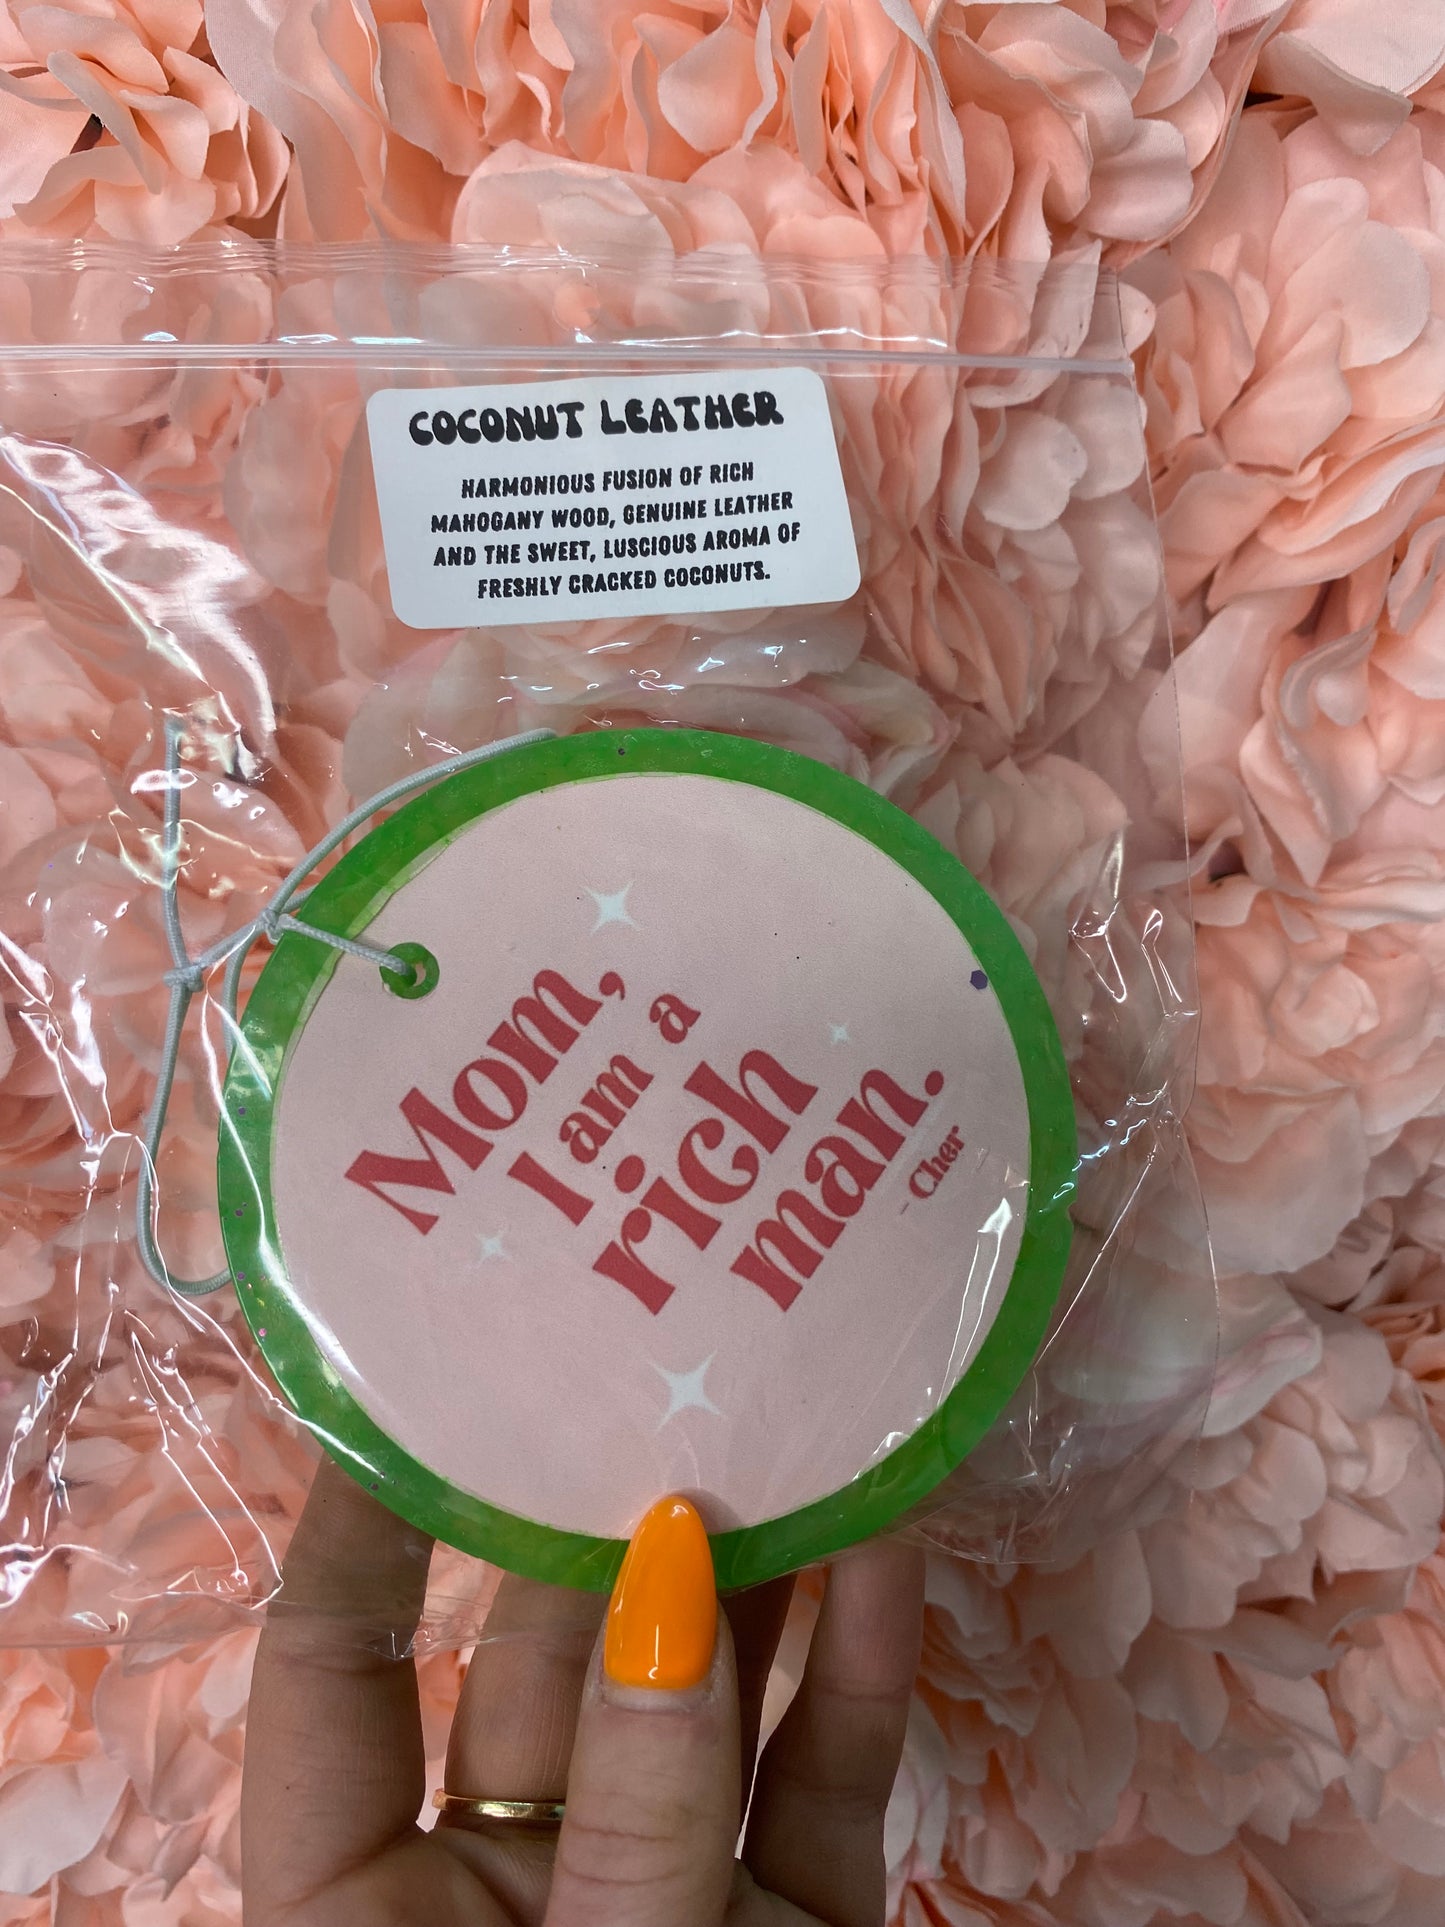 COCONUT LEATHER
HARMONIOUS FUSION OF RICH
MAHOGANY WOOD, GENUINE LEATHER
AND THE SWEET, LUSCIOUS AROMA OF
FRESHLY CRACKED COCONUTS.
Mom,
I am a
rich
man.
- Cher